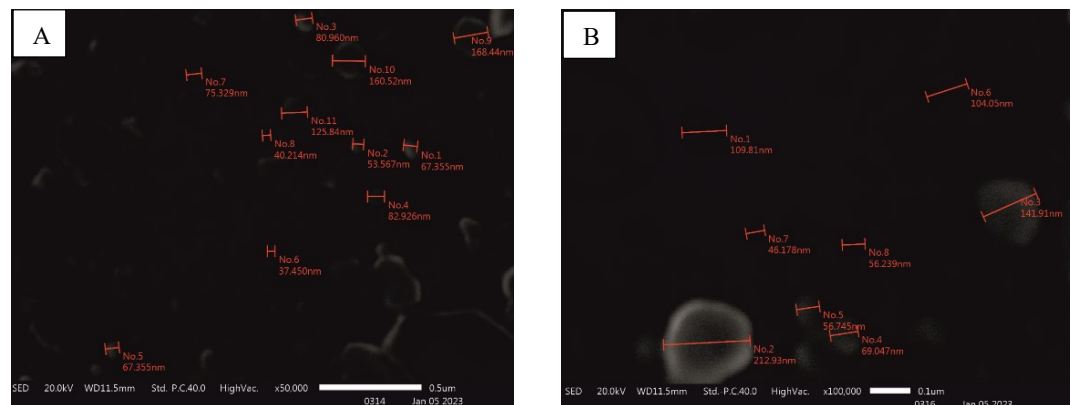 A
No.3
80.960nm
No.9
168.44nm
No.10
160.52nm
No.7
75.329nm
No.11
125.84nm
No.8
40.214nm
No.2
53.567nm
No.1
67.355nm
No.4
82.926nm
No.6
37.450nm
No.5
67.355nm
SED 20.0kV WD11.5mm Std. P.C.40.0 HighVac. x50,000 0.5um
0314 Jan 05 2023
B
No.6
104.05nm
No.1
109.81nm
No.3
141.91nm
No.7
46.178nm
No.8
56.239nm
No.5
56.745nm
No.4
69.047nm
No.2
212.93nm
SED 20.0kV WD11.5mm Std. P.C.40.0 HighVac. x100,000 0.1um
0316 Jan 05 2023